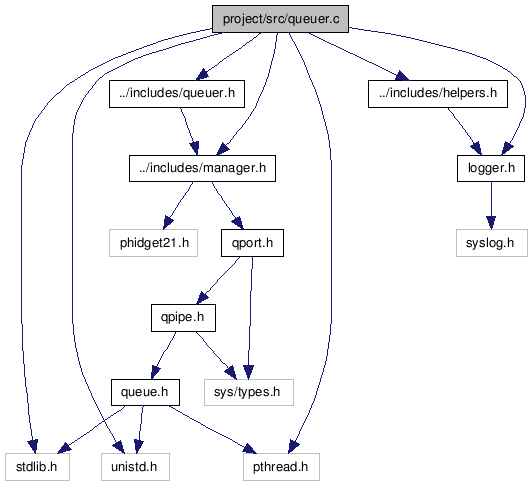 project/src/queuer.c
../includes/queuer.h
../includes/helpers.h
../includes/manager.h
logger.h
phidget21.h
qport.h
syslog.h
qpipe.h
queue.h
sys/types.h
stdlib.h
unistd.h
pthread.h